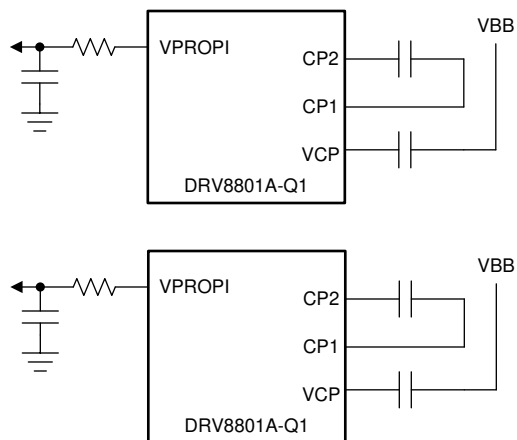 VBB
VPROPI
CP2
CP1
VCP
DRV8801A-Q1
VBB
VPROPI
CP2
CP1
VCP
DRV8801A-Q1